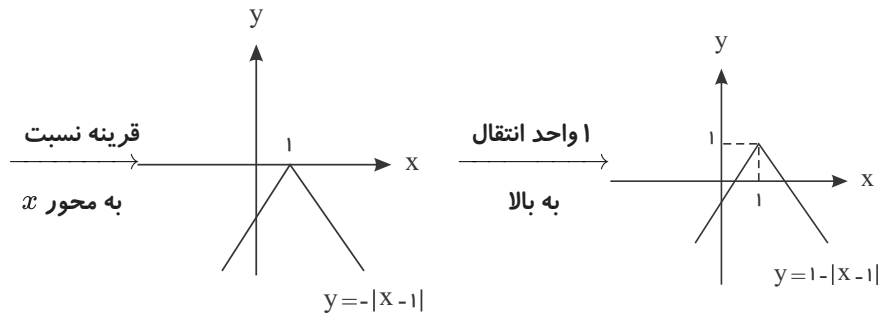 قرینه نسبت
به محور x
y
۱
x
y=-|x-۱|
۱ واحد انتقال
به بالا
y
۱
x
۱
y=۱-|x-۱|